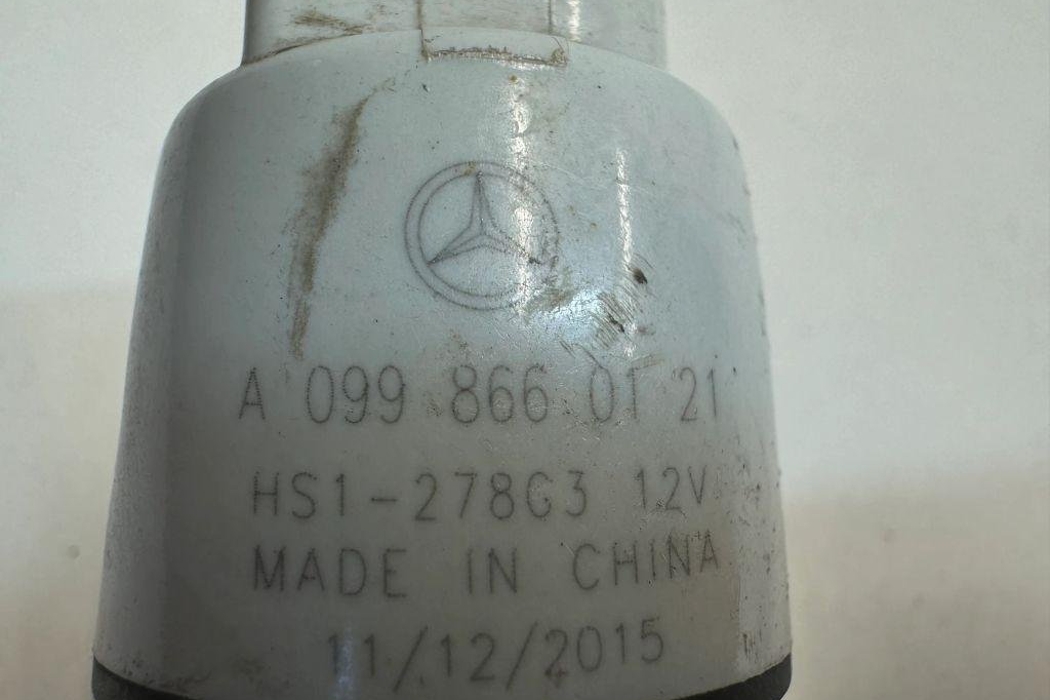 A 099 866 01 21
HS1-278G3 12V
MADE IN CHINA
11/12/2015